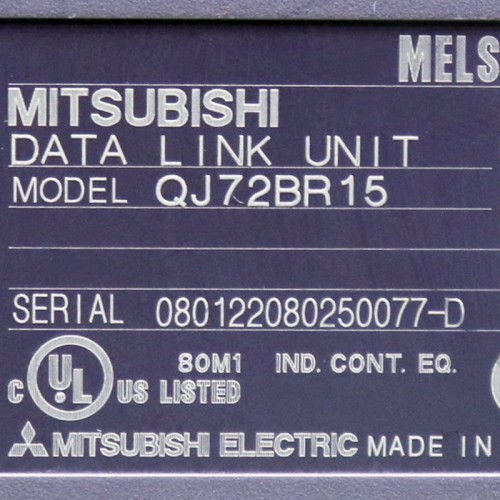 MELS
MITSUBISHI
DATA LINK UNIT
MODEL QJ72BR15
SERIAL 080122080250077-D
80M1 IND. CONT. EQ.
C UL US LISTED
MITSUBISHI ELECTRIC MADE IN